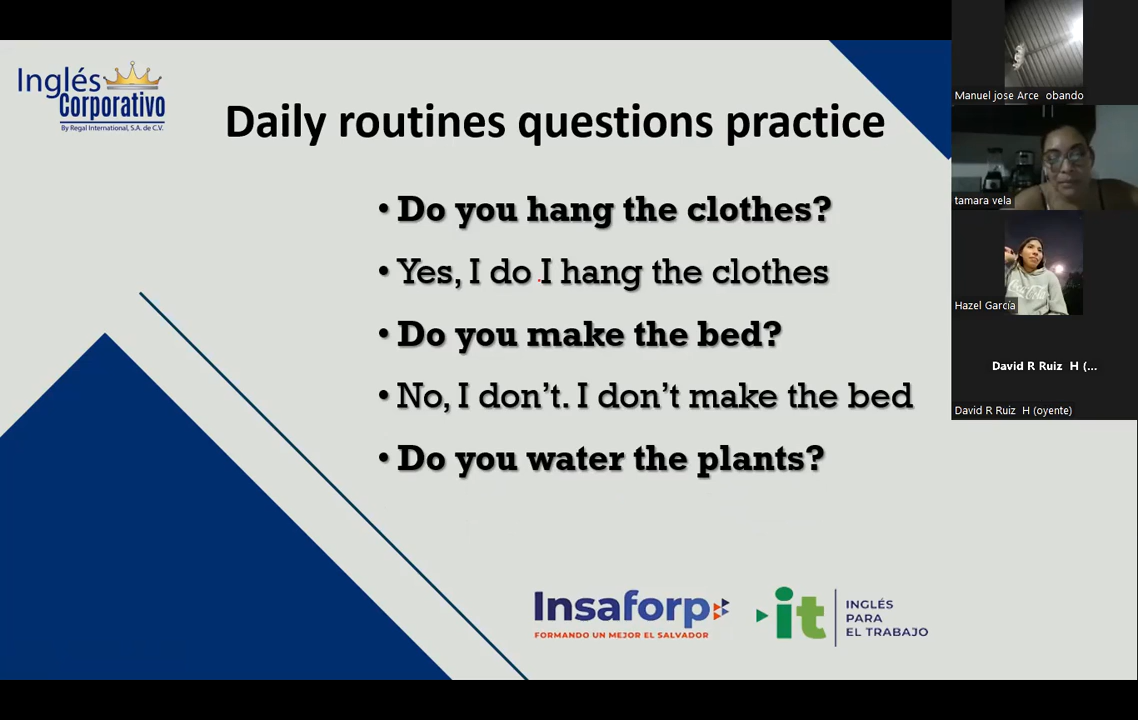 Inglés
Corporativo
By Regal International, S.A. de C.V.
Daily routines questions practice
• Do you hang the clothes?
• Yes, I do I hang the clothes
• Do you make the bed?
• No, I don't. I don't make the bed
• Do you water the plants?
Insaforp
FORMANDO UN MEJOR EL SALVADOR
it
INGLÉS
PARA
EL TRABAJO
Manuel jose Arce obando
tamara vela
Hazel García
David R Ruiz H (...
David R Ruiz H (oyente)